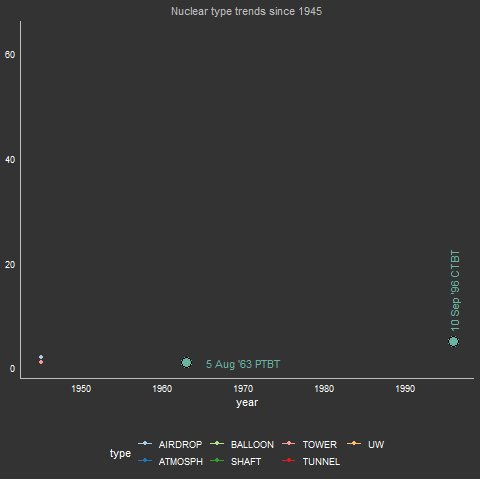 Nuclear type trends since 1945
60
40
20
0
10 Sep '96 CTBT
5 Aug '63 PTBT
1950 1960 1970 1980 1990
year
type
AIRDROP BALLOON TOWER UW
ATMOSPH SHAFT TUNNEL